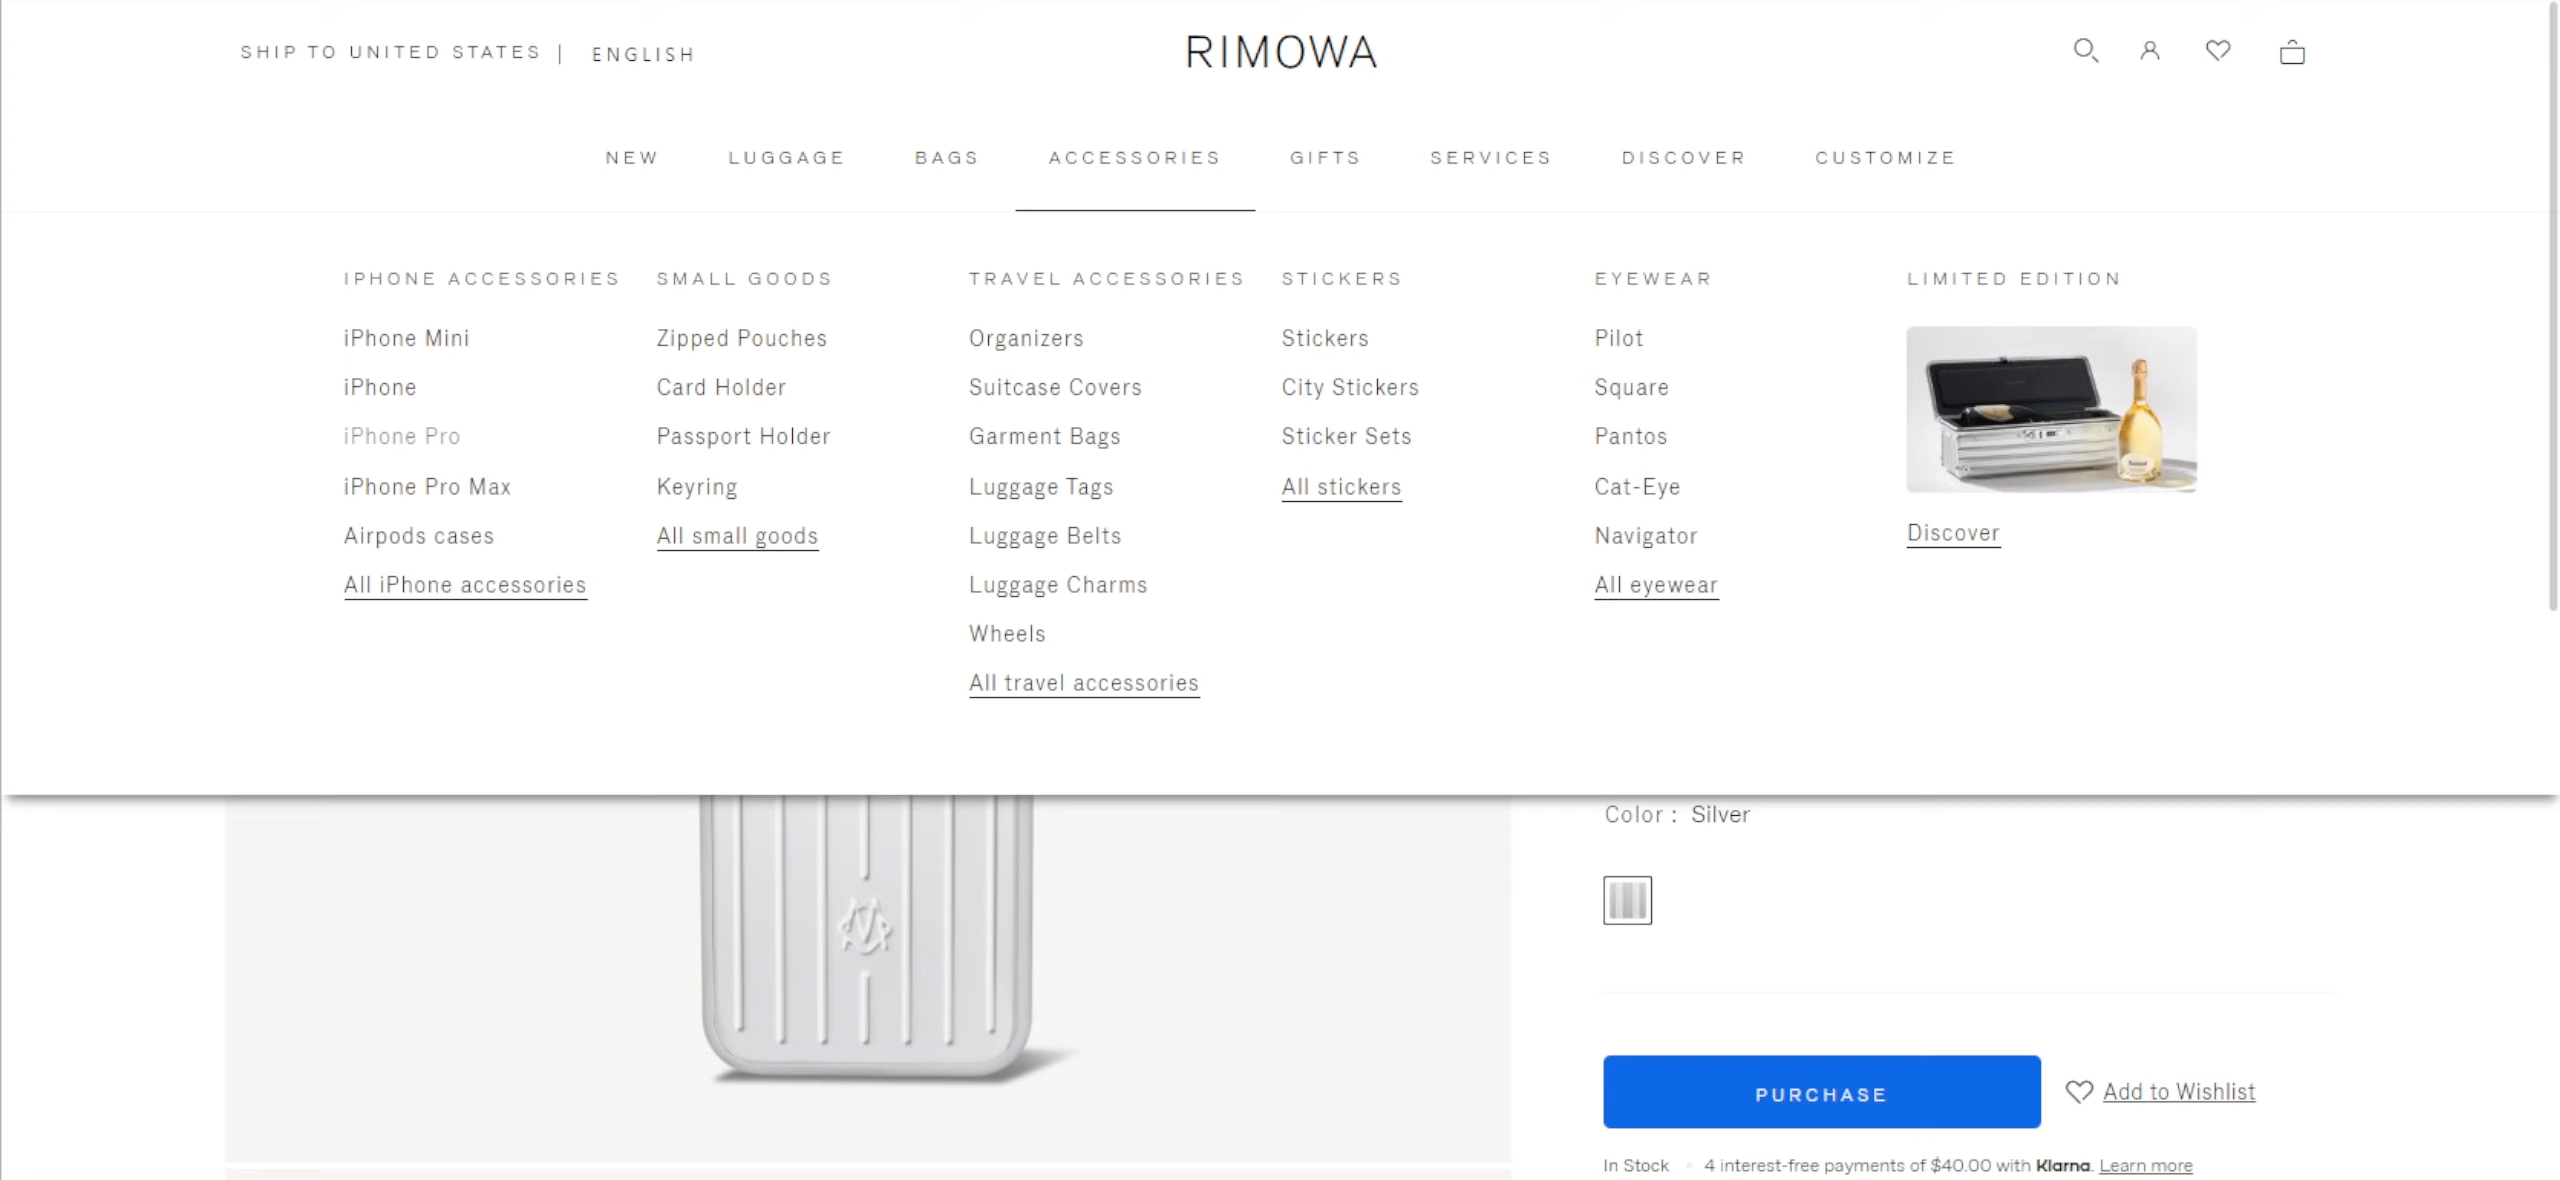 SHIP TO UNITED STATES | ENGLISH
RIMOWA
NEW LUGGAGE BAGS ACCESSORIES GIFTS SERVICES DISCOVER CUSTOMIZE
IPHONE ACCESSORIES
iPhone Mini
iPhone
iPhone Pro
iPhone Pro Max
Airpods cases
All iPhone accessories
SMALL GOODS
Zipped Pouches
Card Holder
Passport Holder
Keyring
All small goods
TRAVEL ACCESSORIES
Organizers
Suitcase Covers
Garment Bags
Luggage Tags
Luggage Belts
Luggage Charms
Wheels
All travel accessories
STICKERS
Stickers
City Stickers
Sticker Sets
All stickers
EYEWEAR
Pilot
Square
Pantos
Cat-Eye
Navigator
All eyewear
LIMITED EDITION
Discover
Color : Silver
PURCHASE
Add to Wishlist
In Stock • 4 interest-free payments of $40.00 with Klarna. Learn more